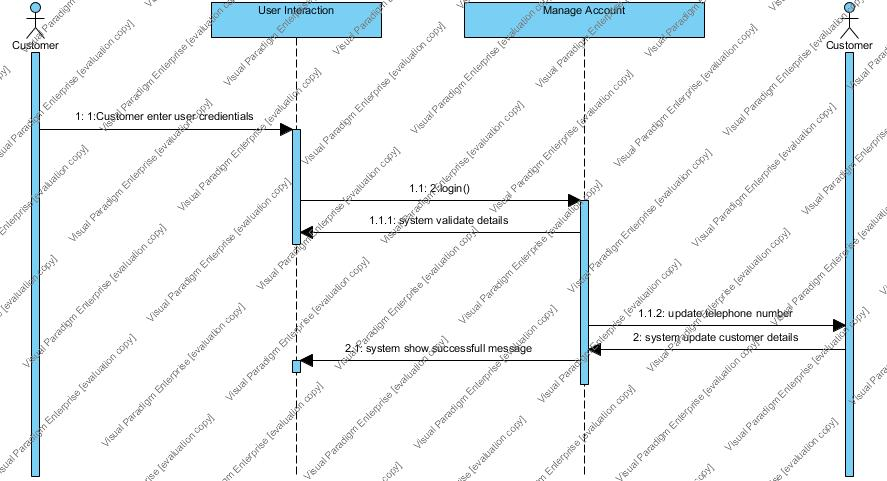 User Interaction
Manage Account
Customer
Customer
1: 1:Customer enter user credentials
1.1: 2:login()
1.1.1: system validate details
1.1.2: update telephone number
2: system update customer details
2.1: system show successfull message
Visual Paradigm Enterprise [evaluation copy]